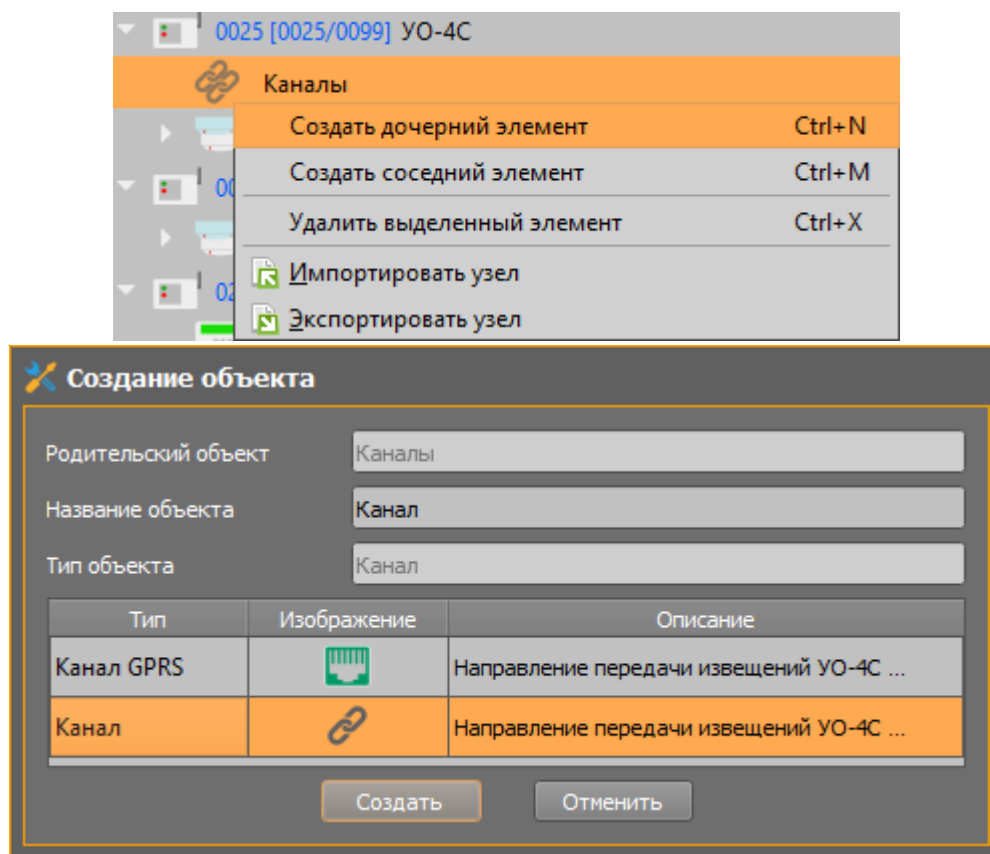 0025 [0025/0099] УО-4С
Каналы
Создать дочерний элемент Ctrl+N
Создать соседний элемент Ctrl+M
Удалить выделенный элемент Ctrl+X
Импортировать узел
Экспортировать узел
Создание объекта
Родительский объект Каналы
Название объекта Канал
Тип объекта Канал
Тип Изображение Описание
Канал GPRS Направление передачи извещений УО-4С ...
Канал Направление передачи извещений УО-4С ...
Создать Отменить